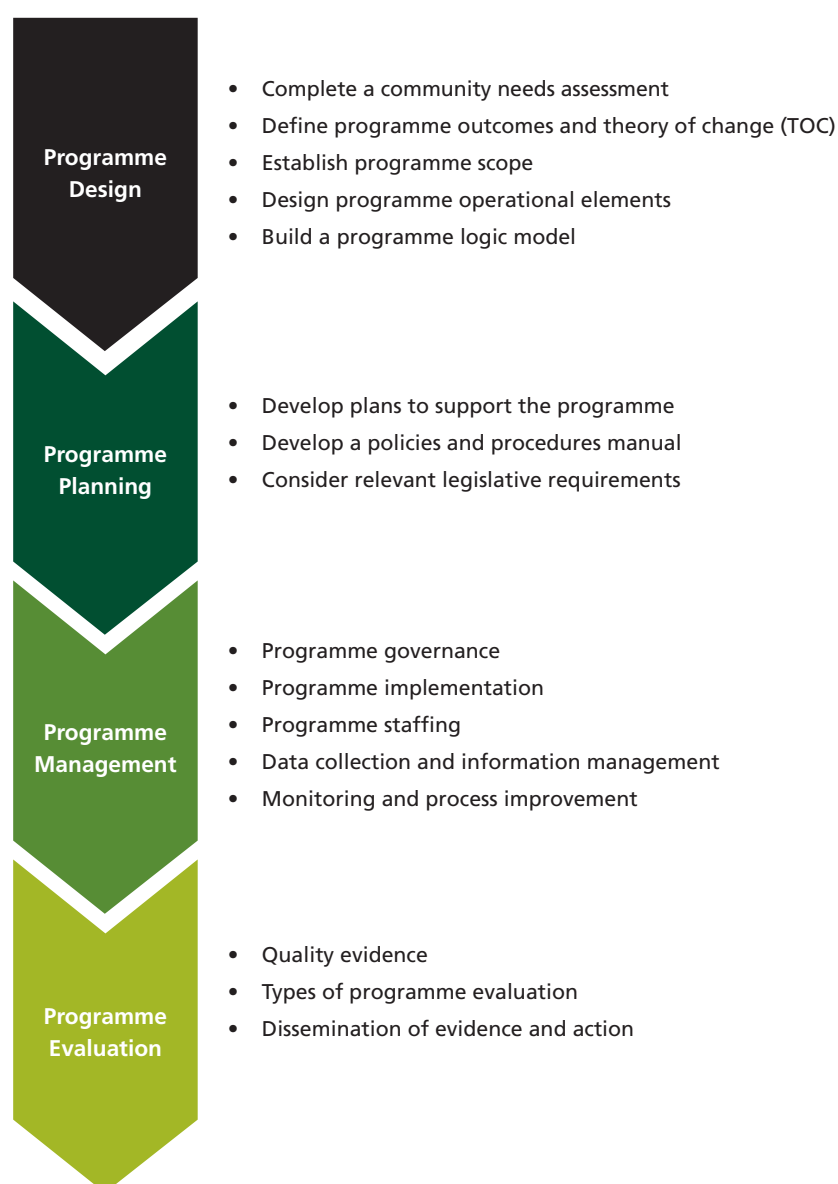 Programme
Design
• Complete a community needs assessment
• Define programme outcomes and theory of change (TOC)
• Establish programme scope
• Design programme operational elements
• Build a programme logic model
Programme
Planning
• Develop plans to support the programme
• Develop a policies and procedures manual
• Consider relevant legislative requirements
Programme
Management
• Programme governance
• Programme implementation
• Programme staffing
• Data collection and information management
• Monitoring and process improvement
Programme
Evaluation
• Quality evidence
• Types of programme evaluation
• Dissemination of evidence and action